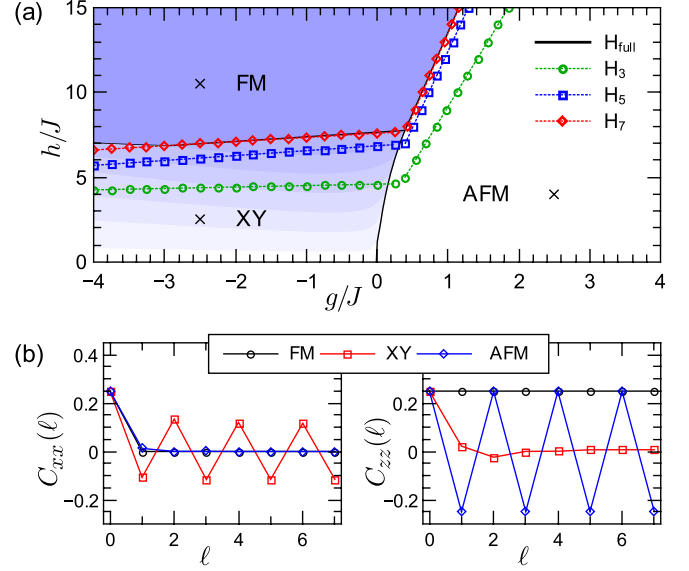 (a)
15
10
5
0
h/J
FM
XY
AFM
H_full
H_3
H_5
H_7
−4 −3 −2 −1 0 1 2 3 4
g/J
(b)
FM XY AFM
0.4
0
−0.2
C_xx(ℓ)
0 2 4 6
ℓ
0.4
0.2
0
−0.2
C_zz(ℓ)
0 2 4 6
ℓ